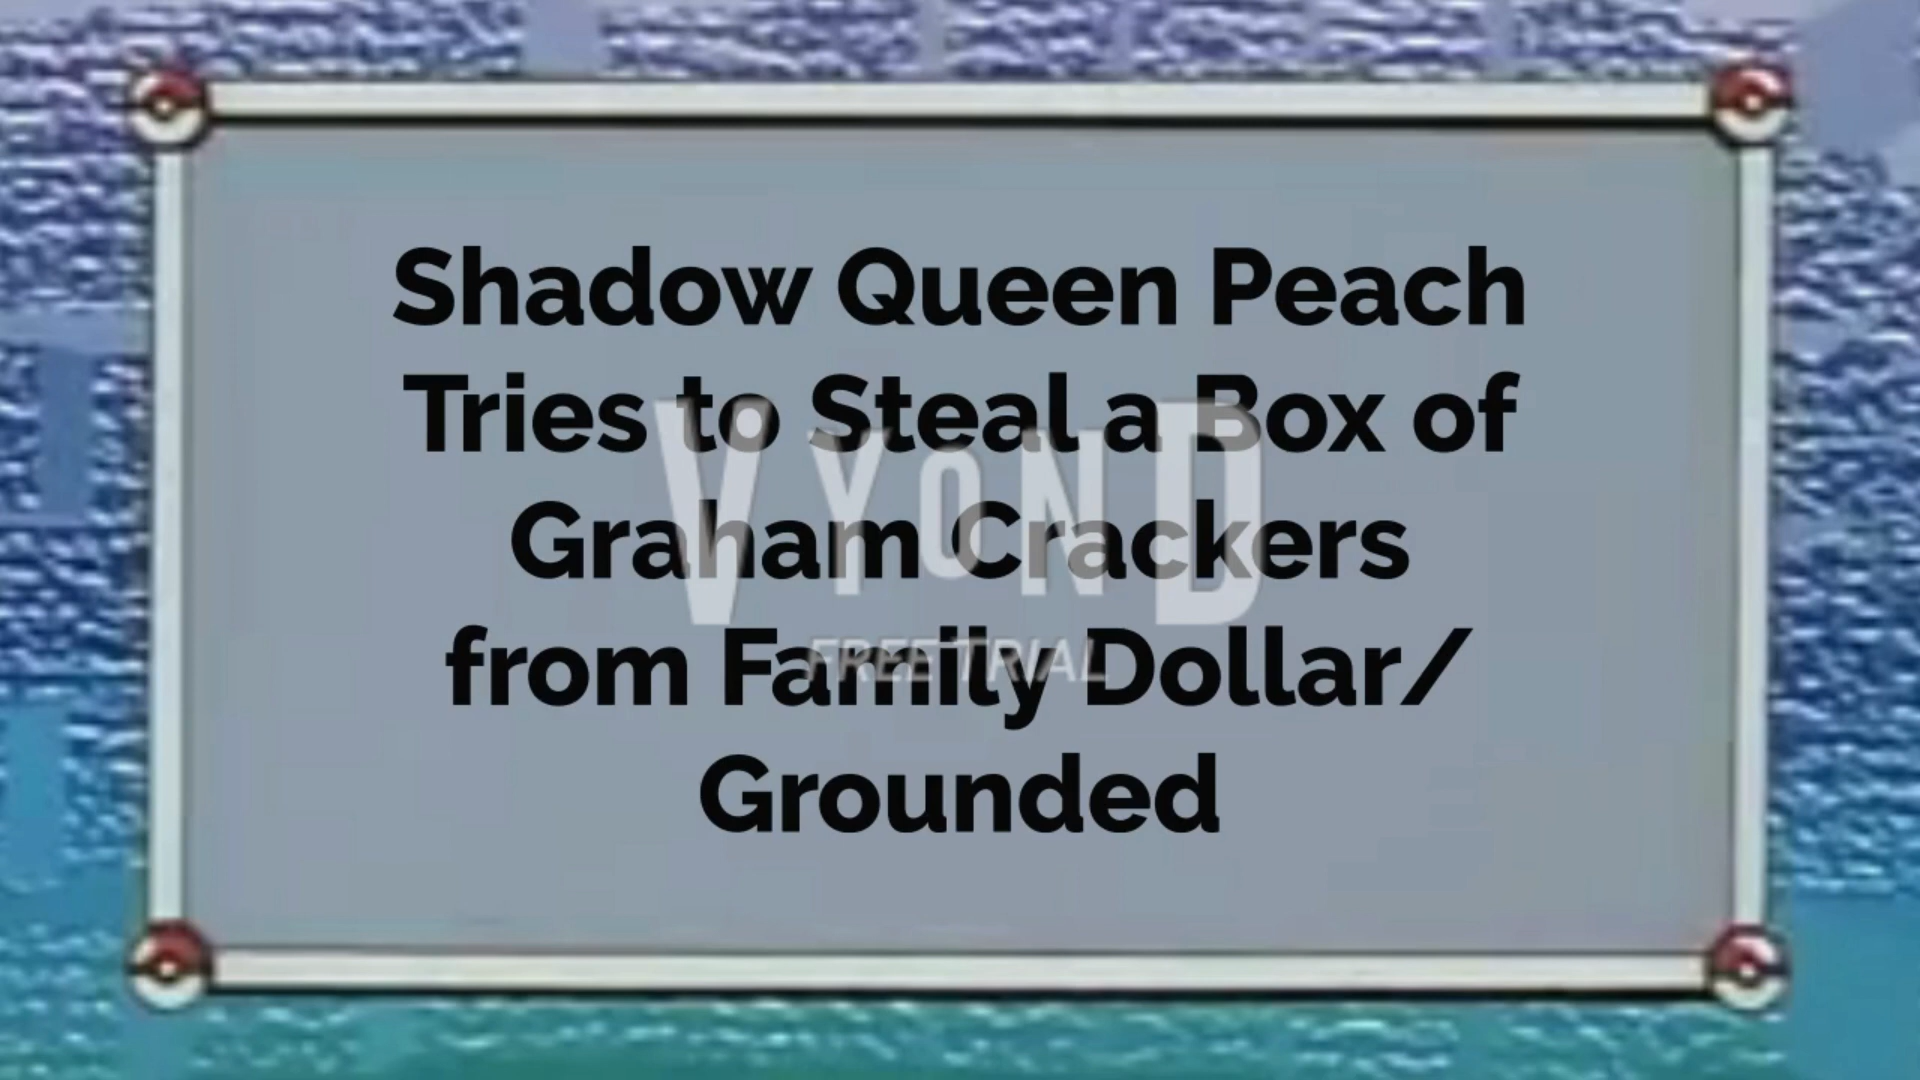 Shadow Queen Peach
Tries to Steal a Box of
Graham Crackers
from Family Dollar/
Grounded
VYOND
FREE TRIAL